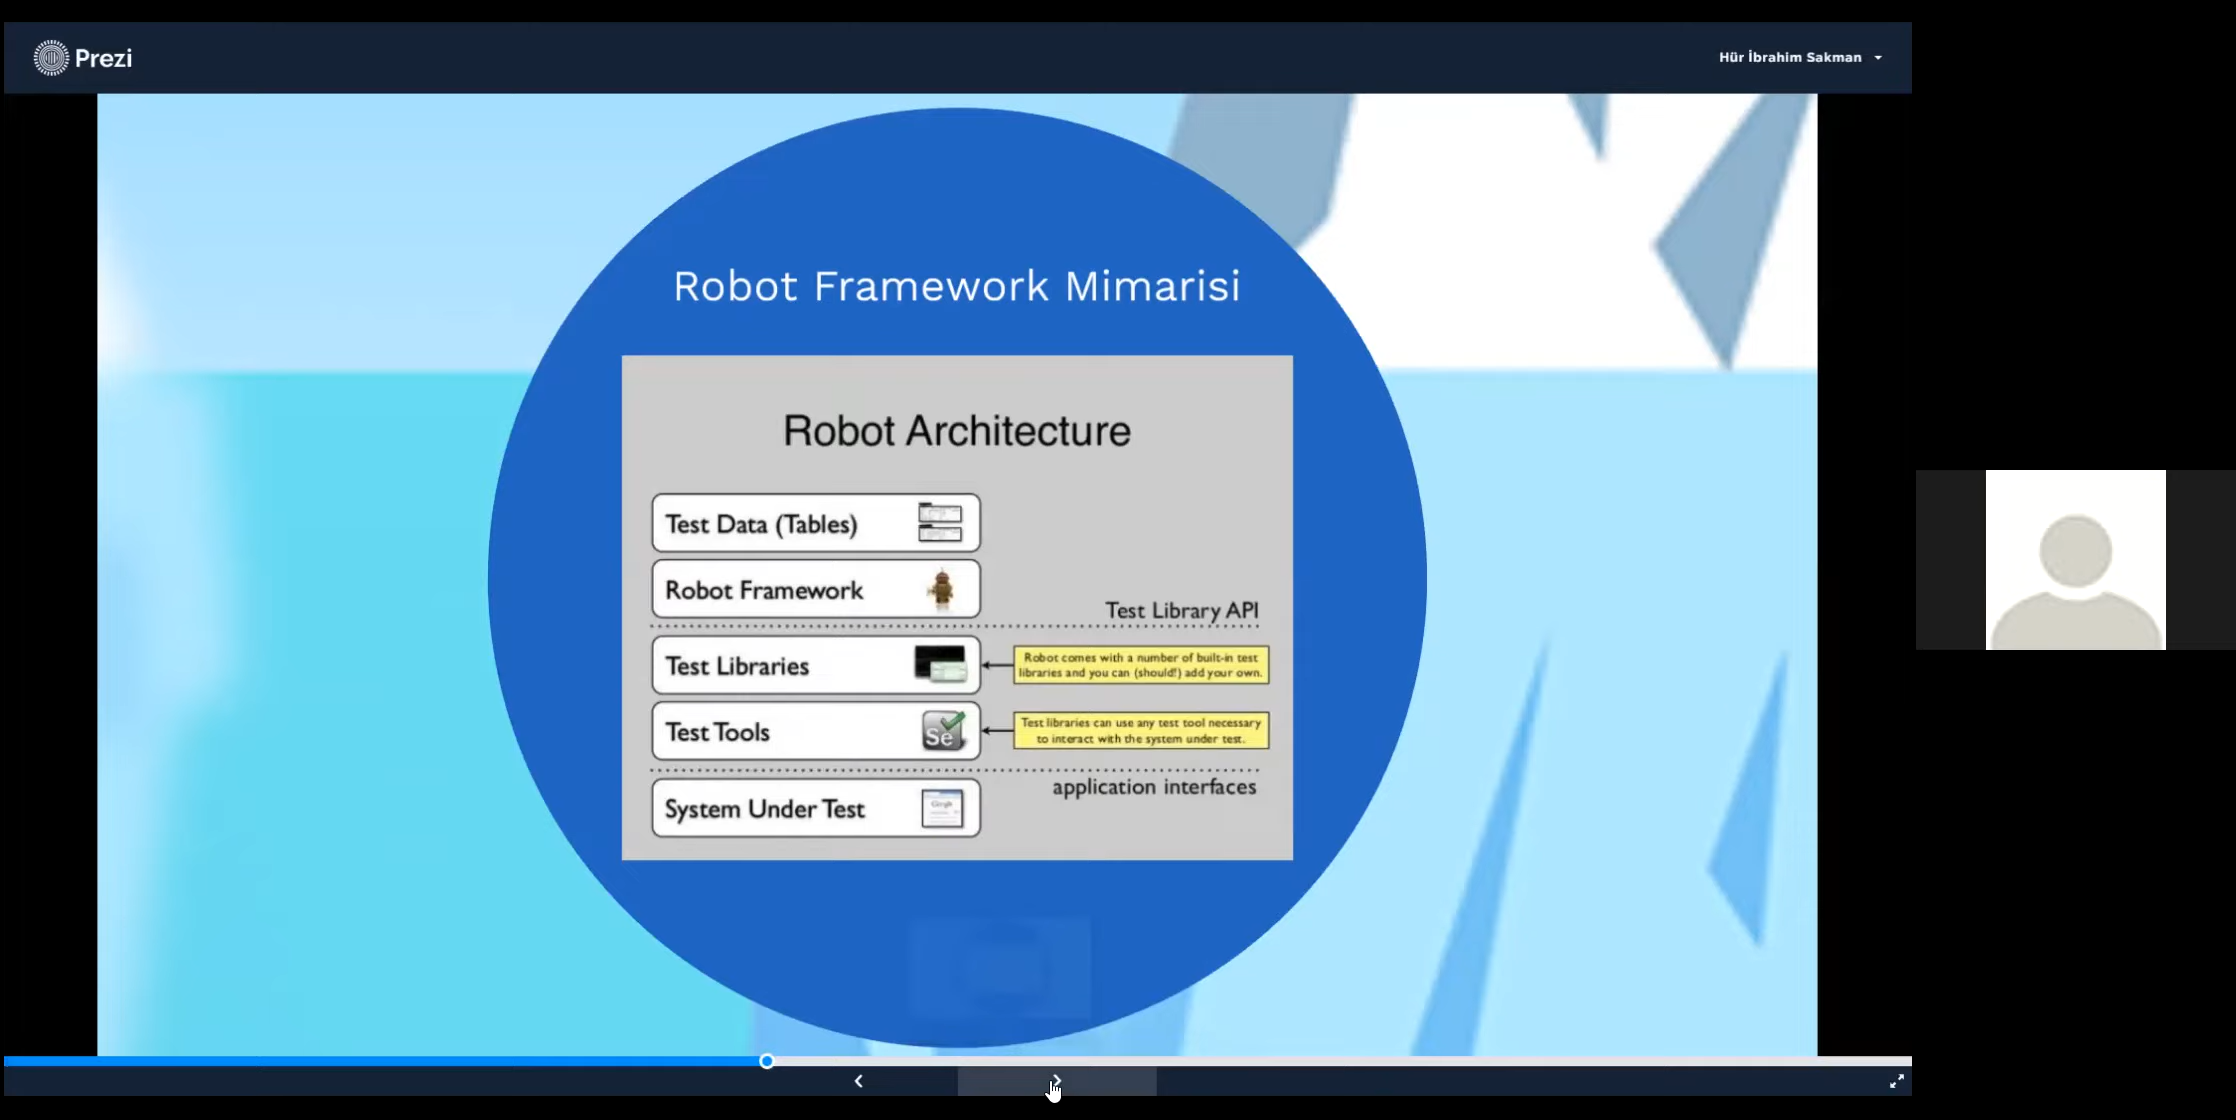 Prezi
Hür İbrahim Sakman
Robot Framework Mimarisi
Robot Architecture
Test Data (Tables)
Robot Framework
Test Library API
Test Libraries
Robot comes with a number of built-in test
libraries and you can (should!) add your own.
Test Tools
Se
Test libraries can use any test tool necessary
to interact with the system under test.
application interfaces
System Under Test